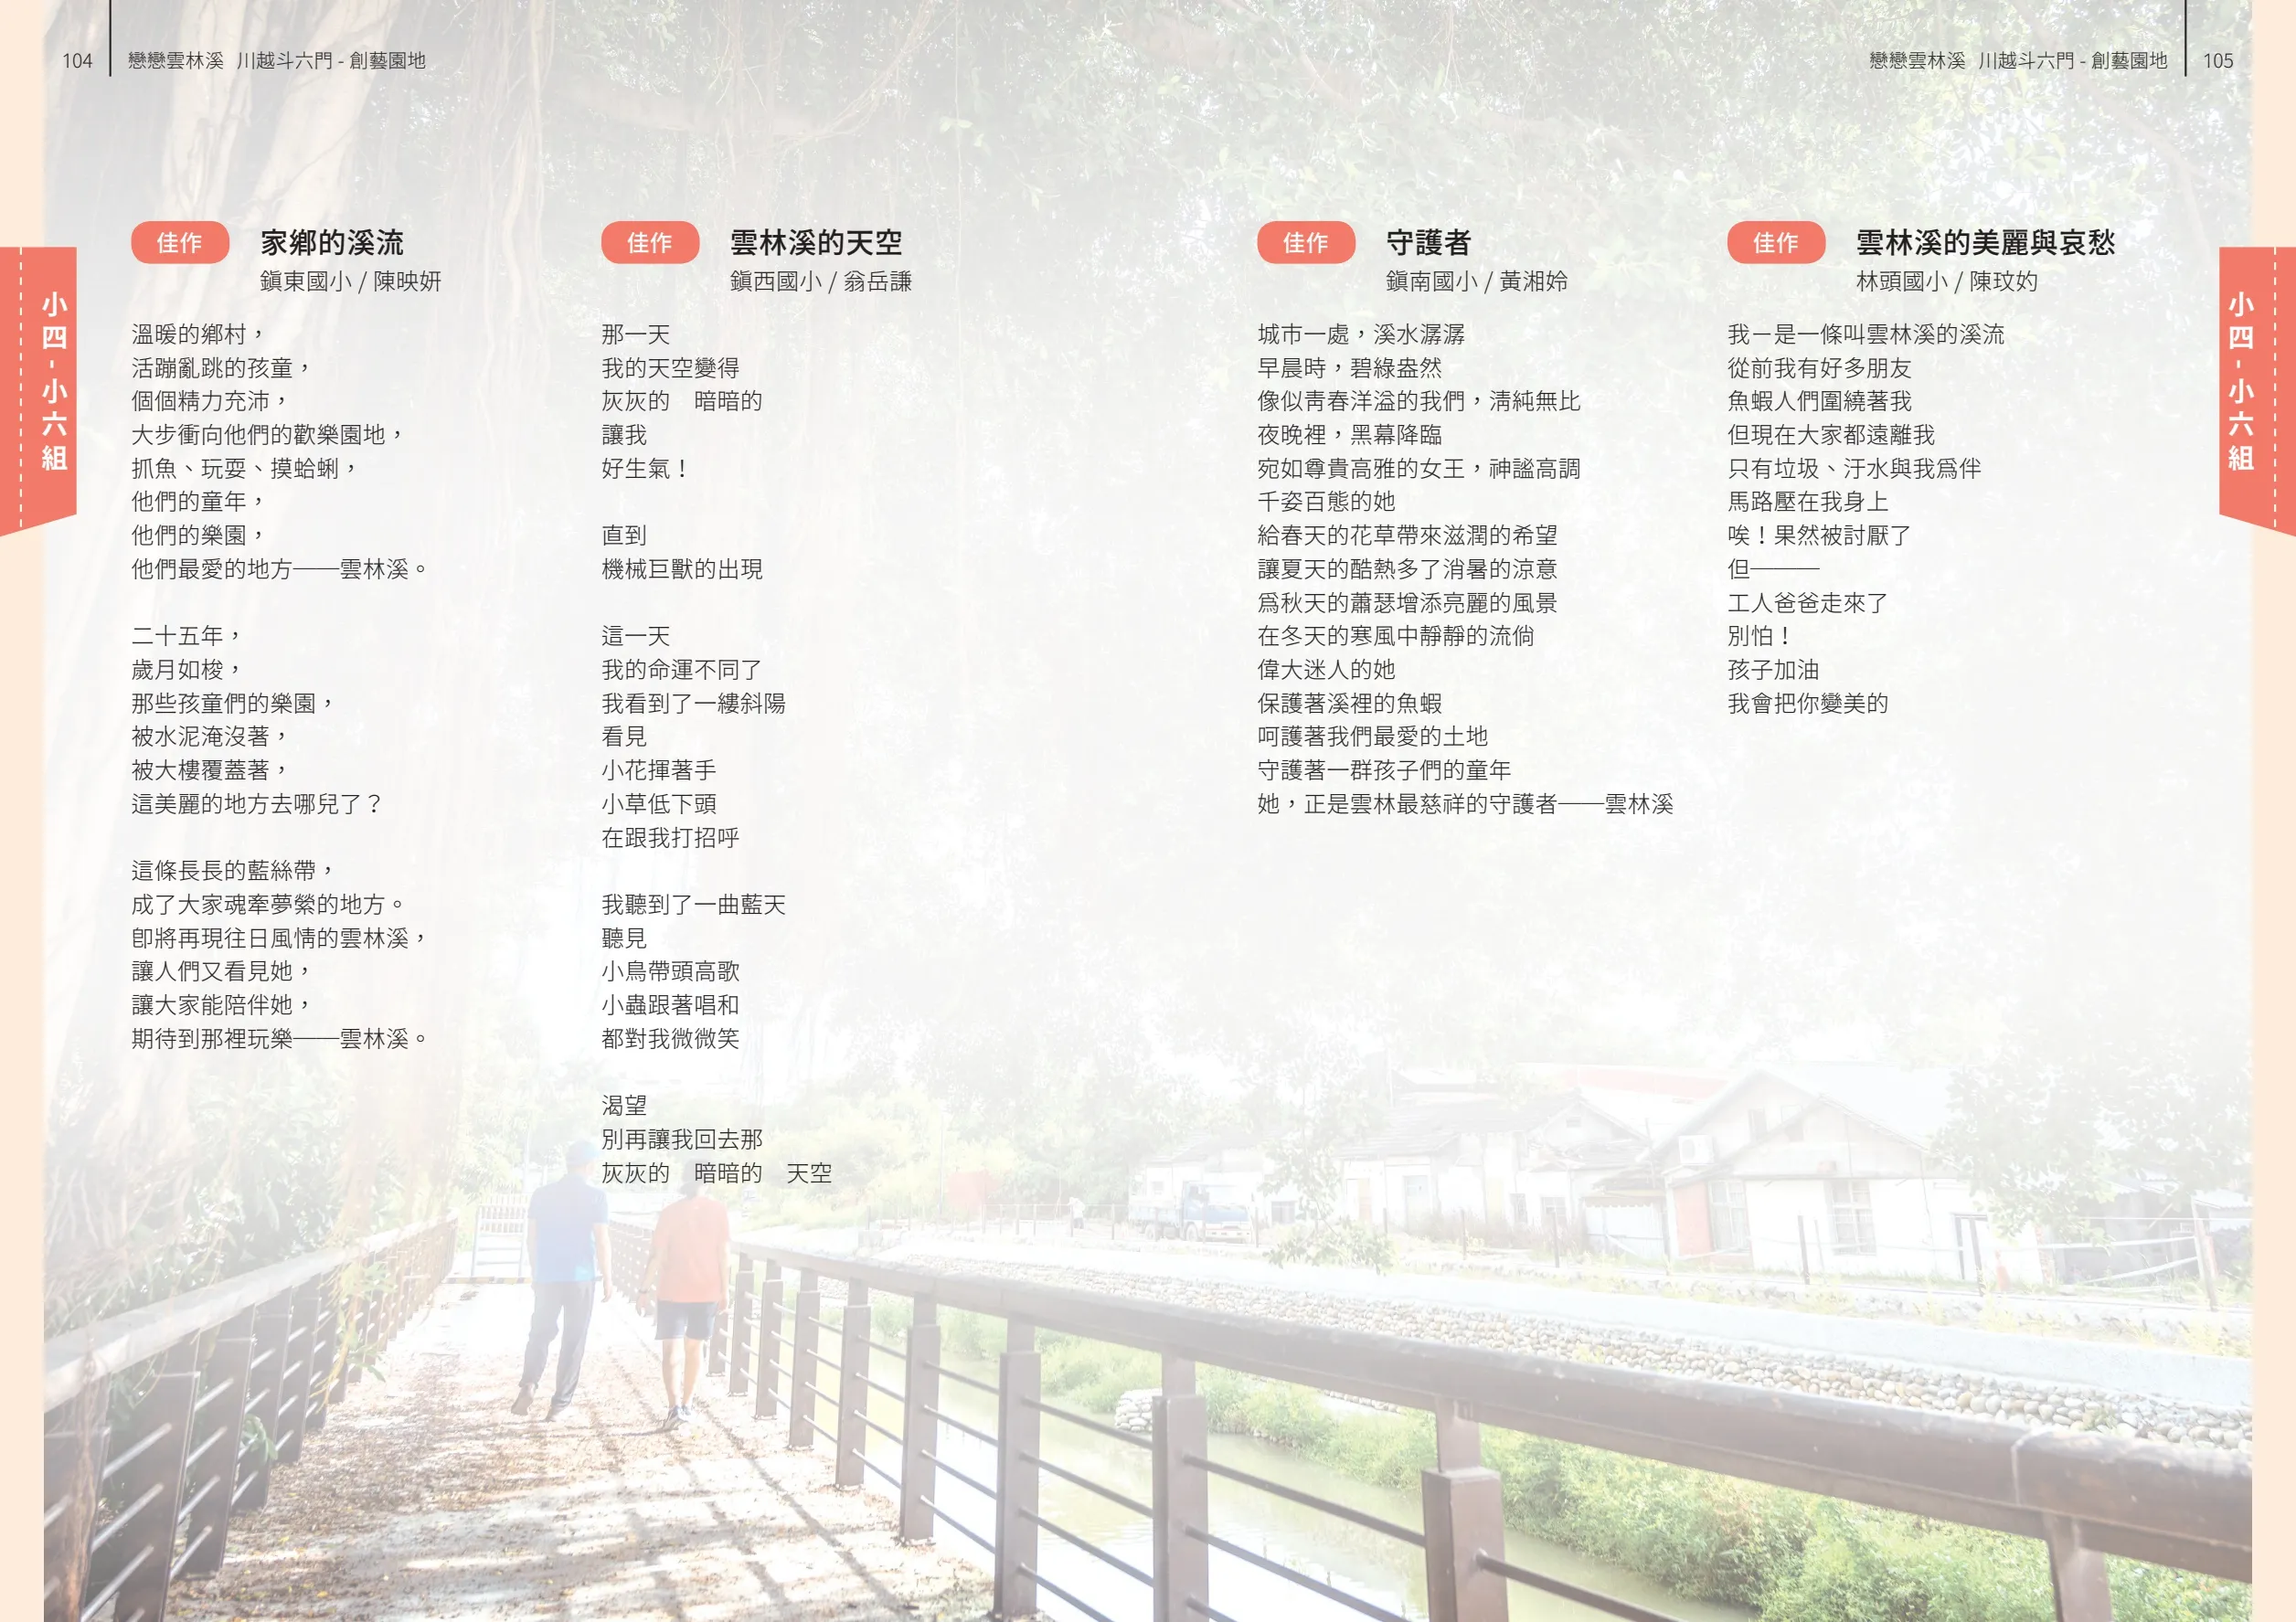 104
戀戀雲林溪 川越斗六門 - 創藝園地
小四 - 小六組
佳作
家鄉的溪流
鎮東國小 / 陳映妍
溫暖的鄉村，
活蹦亂跳的孩童，
個個精力充沛，
大步衝向他們的歡樂園地，
抓魚、玩耍、摸蛤蜊，
他們的童年，
他們的樂園，
他們最愛的地方——雲林溪。
二十五年，
歲月如梭，
那些孩童們的樂園，
被水泥淹沒著，
被大樓覆蓋著，
這美麗的地方去哪兒了？
這條長長的藍絲帶，
成了大家魂牽夢縈的地方。
即將再現往日風情的雲林溪，
讓人們又看見她，
讓大家能陪伴她，
期待到那裡玩樂——雲林溪。
佳作
雲林溪的天空
鎮西國小 / 翁岳謙
那一天
我的天空變得
灰灰的　暗暗的
讓我
好生氣！
直到
機械巨獸的出現
這一天
我的命運不同了
我看到了一縷斜陽
看見
小花揮著手
小草低下頭
在跟我打招呼
我聽到了一曲藍天
聽見
小鳥帶頭高歌
小蟲跟著唱和
都對我微微笑
渴望
別再讓我回去那
灰灰的　暗暗的　天空
戀戀雲林溪 川越斗六門 - 創藝園地
105
佳作
守護者
鎮南國小 / 黃湘姈
城市一處，溪水潺潺
早晨時，碧綠盎然
像似青春洋溢的我們，清純無比
夜晚裡，黑幕降臨
宛如尊貴高雅的女王，神謐高調
千姿百態的她
給春天的花草帶來滋潤的希望
讓夏天的酷熱多了消暑的涼意
為秋天的蕭瑟增添亮麗的風景
在冬天的寒風中靜靜的流倘
偉大迷人的她
保護著溪裡的魚蝦
呵護著我們最愛的土地
守護著一群孩子們的童年
她，正是雲林最慈祥的守護者——雲林溪
佳作
雲林溪的美麗與哀愁
林頭國小 / 陳玟妁
我－是一條叫雲林溪的溪流
從前我有好多朋友
魚蝦人們圍繞著我
但現在大家都遠離我
只有垃圾、汙水與我為伴
馬路壓在我身上
唉！果然被討厭了
但———
工人爸爸走來了
別怕！
孩子加油
我會把你變美的
小四 - 小六組